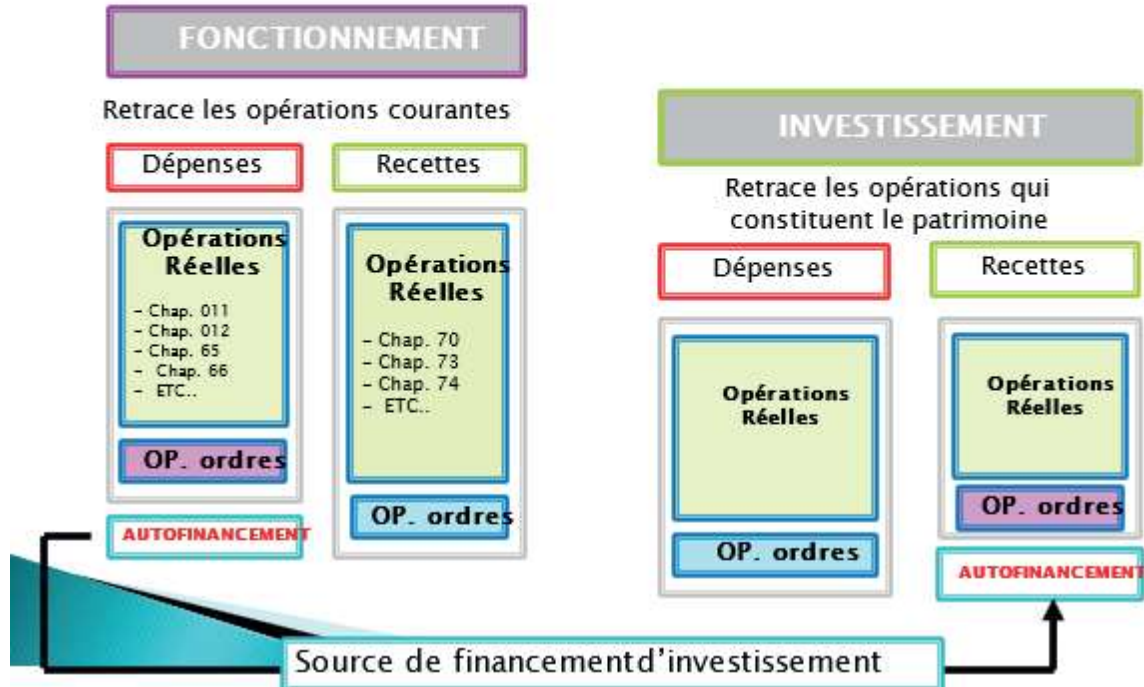 FONCTIONNEMENT
Retrace les opérations courantes
Dépenses
Recettes
Opérations
Réelles
- Chap. 011
- Chap. 012
- Chap. 65
- Chap. 66
- ETC..
OP. ordres
AUTOFINANCEMENT
Opérations
Réelles
- Chap. 70
- Chap. 73
- Chap. 74
- ETC..
OP. ordres
INVESTISSEMENT
Retrace les opérations qui
constituent le patrimoine
Dépenses
Recettes
Opérations
Réelles
OP. ordres
Opérations
Réelles
OP. ordres
AUTOFINANCEMENT
Source de financementd'investissement